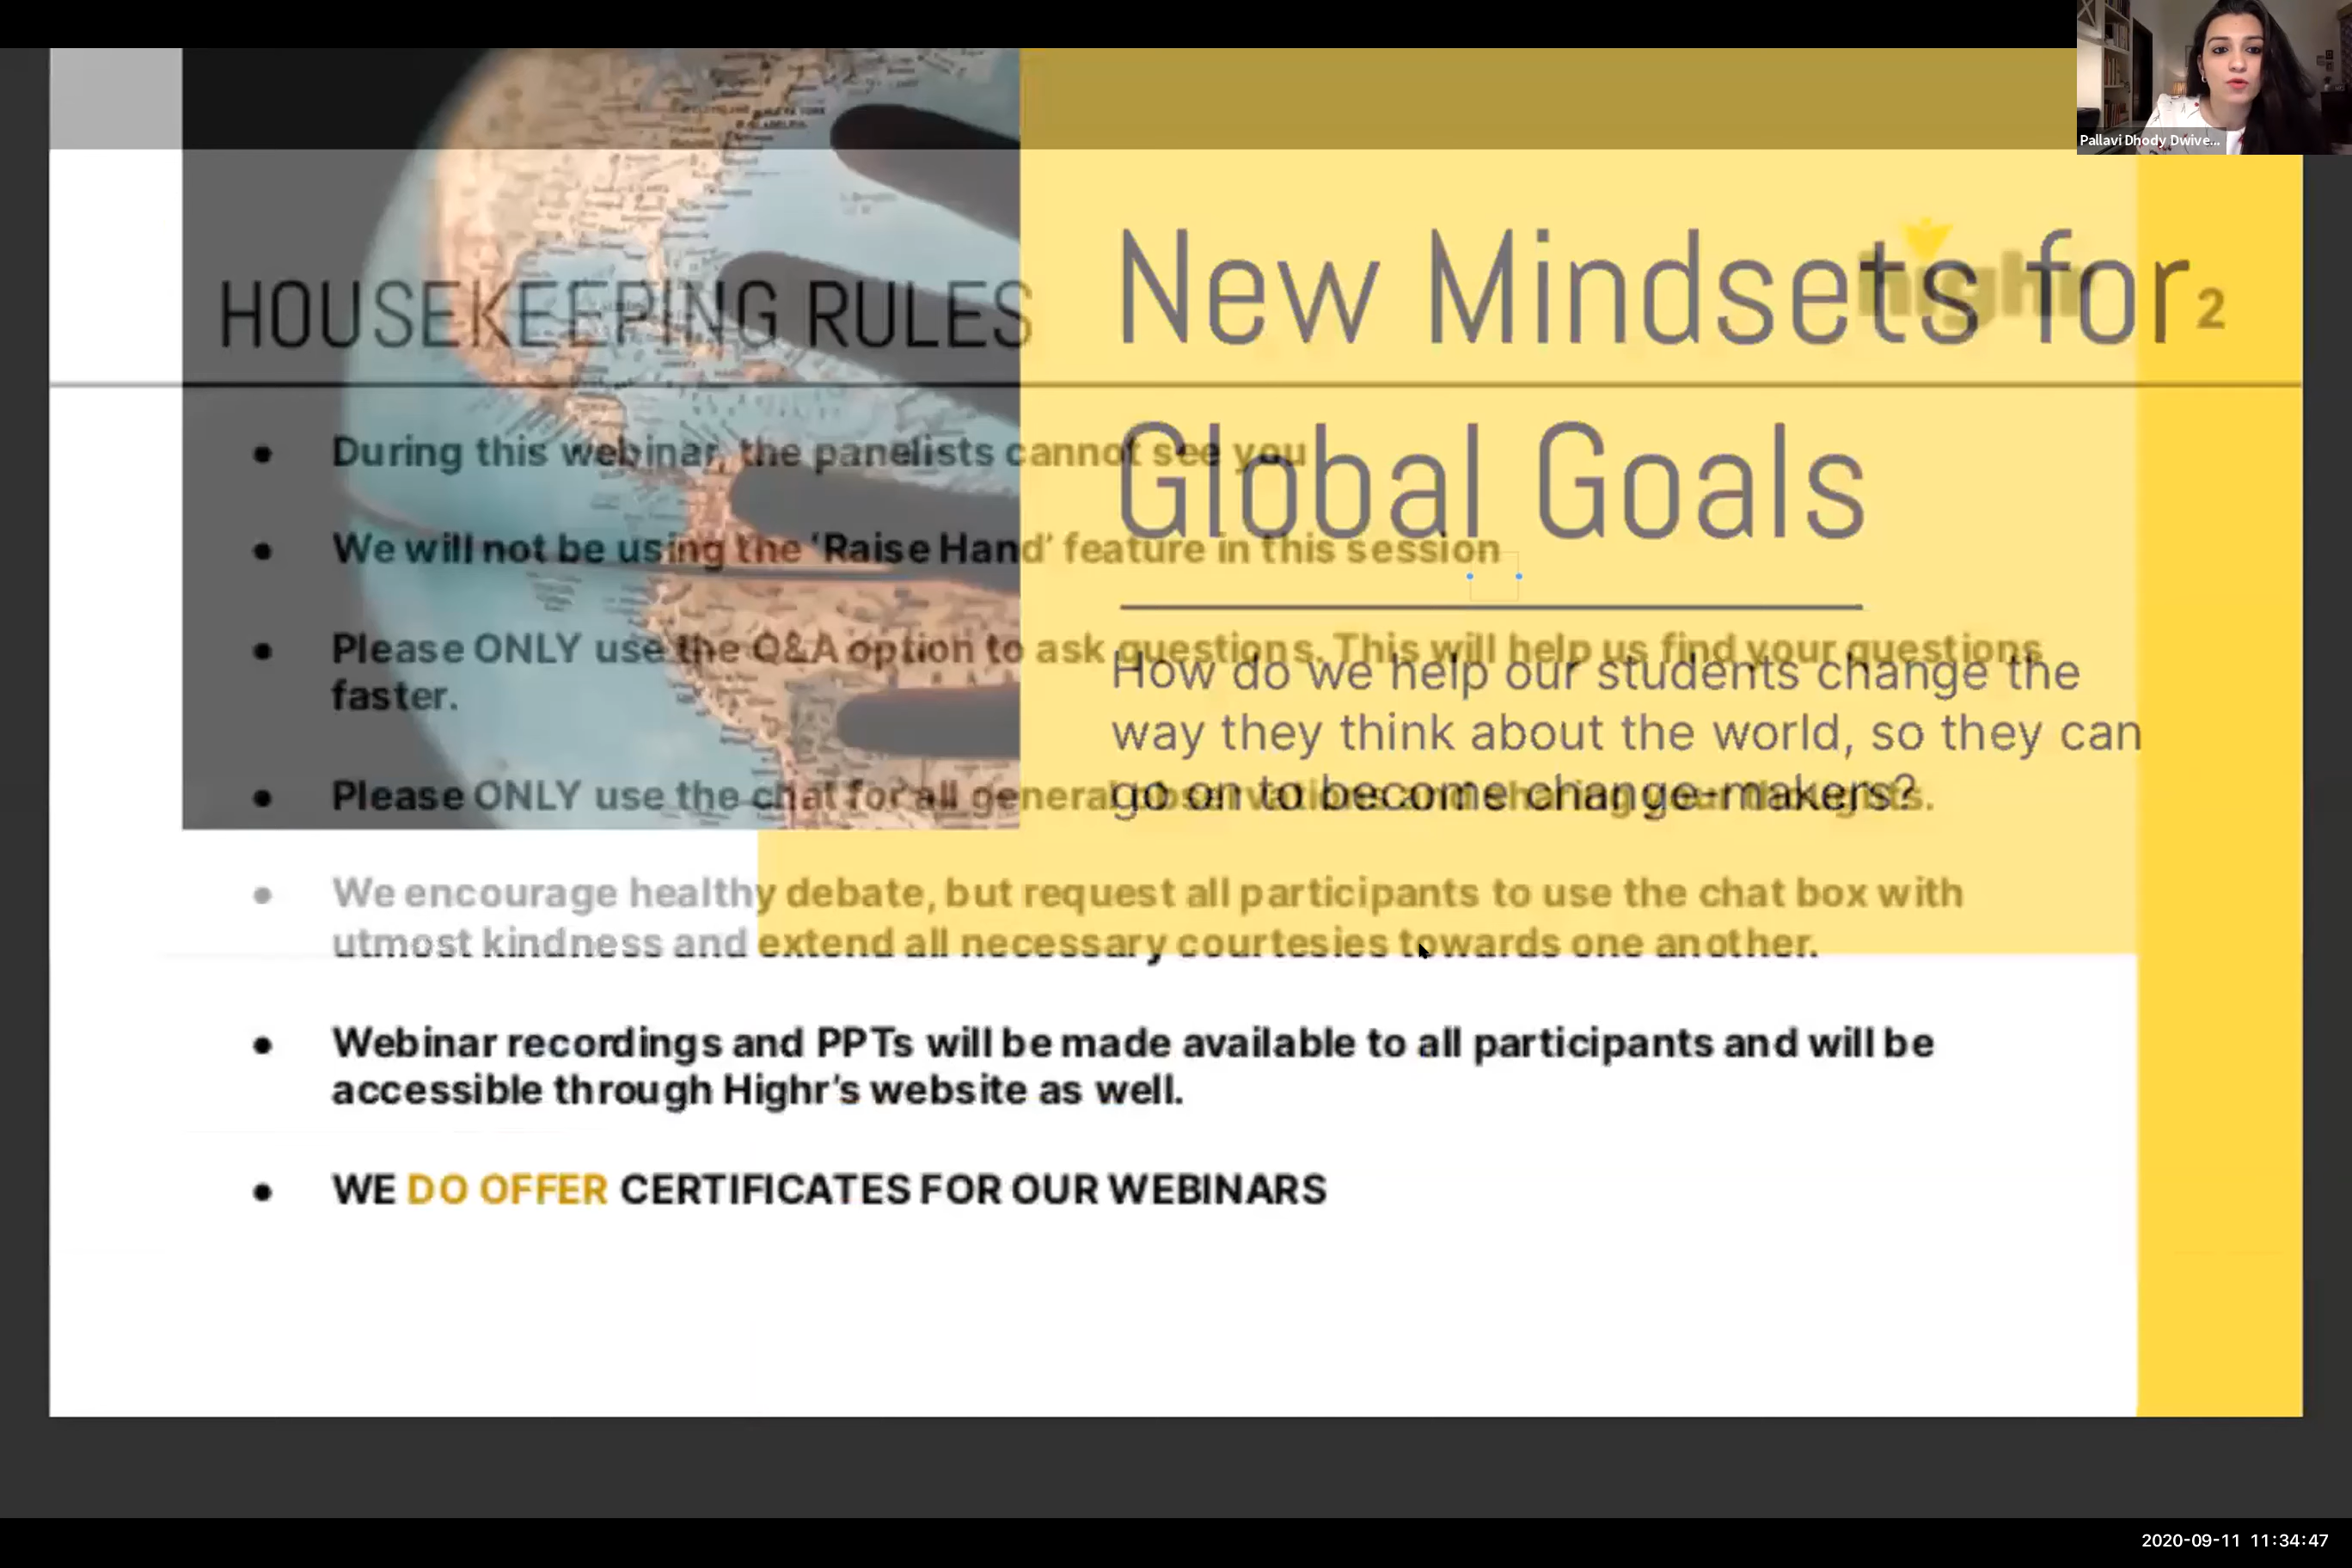 Pallavi Dhody Dwive...
New Mindsets for
highr
2
Global Goals
How do we help our students change the
way they think about the world, so they can
go on to become change-makers?
HOUSEKEEPING RULES
• During this webinar, the panelists cannot see you
• We will not be using the ‘Raise Hand’ feature in this session
• Please ONLY use the Q&A option to ask questions. This will help us find your questions
faster.
• Please ONLY use the chat for all general observations and sharing
• We encourage healthy debate, but request all participants to use the chat box with
utmost kindness and extend all necessary courtesies towards one another.
• Webinar recordings and PPTs will be made available to all participants and will be
accessible through Highr’s website as well.
• WE DO OFFER CERTIFICATES FOR OUR WEBINARS
2020-09-11 11:34:47